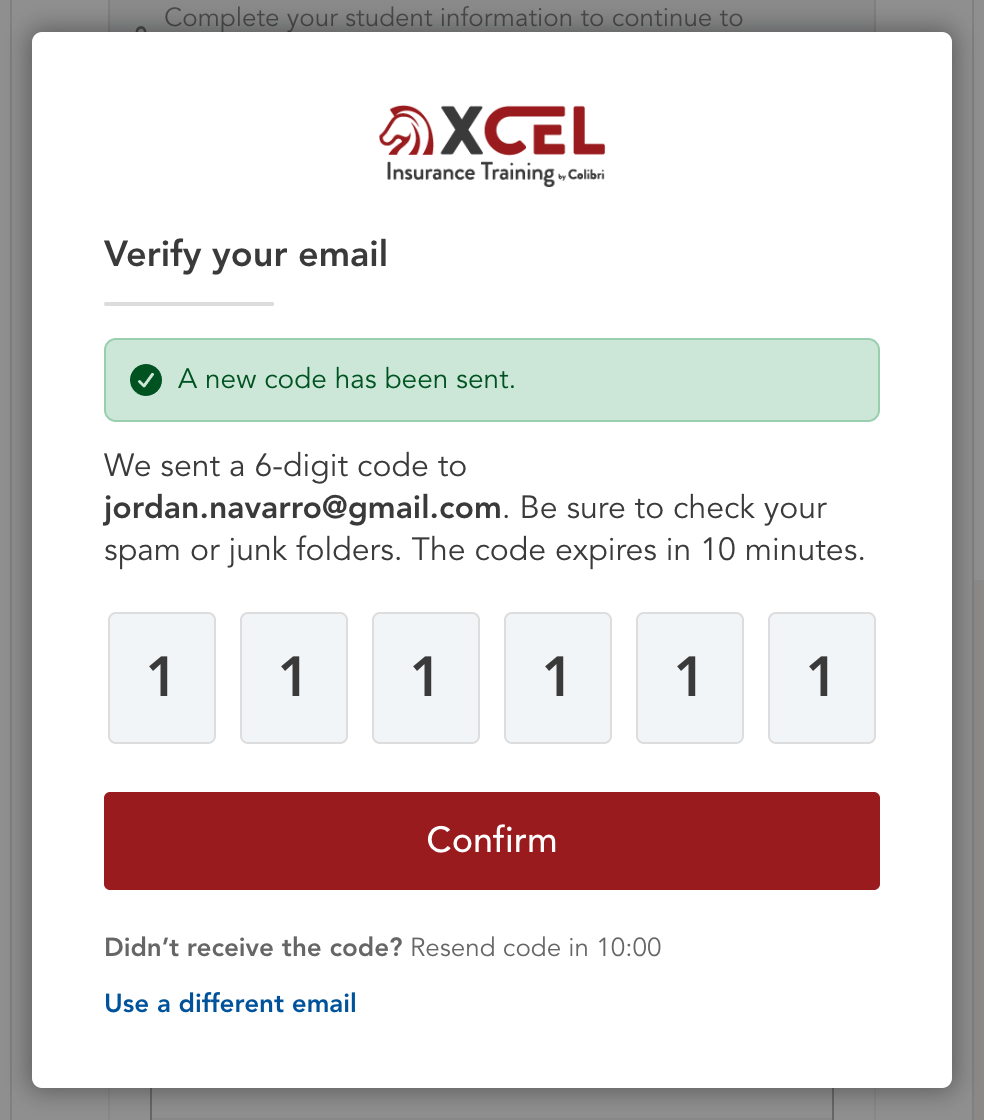 Complete your student information to continue to
XCEL
Insurance Training by Colibri
Verify your email
A new code has been sent.
We sent a 6-digit code to
jordan.navarro@gmail.com. Be sure to check your
spam or junk folders. The code expires in 10 minutes.
1 1 1 1 1 1
Confirm
Didn’t receive the code? Resend code in 10:00
Use a different email